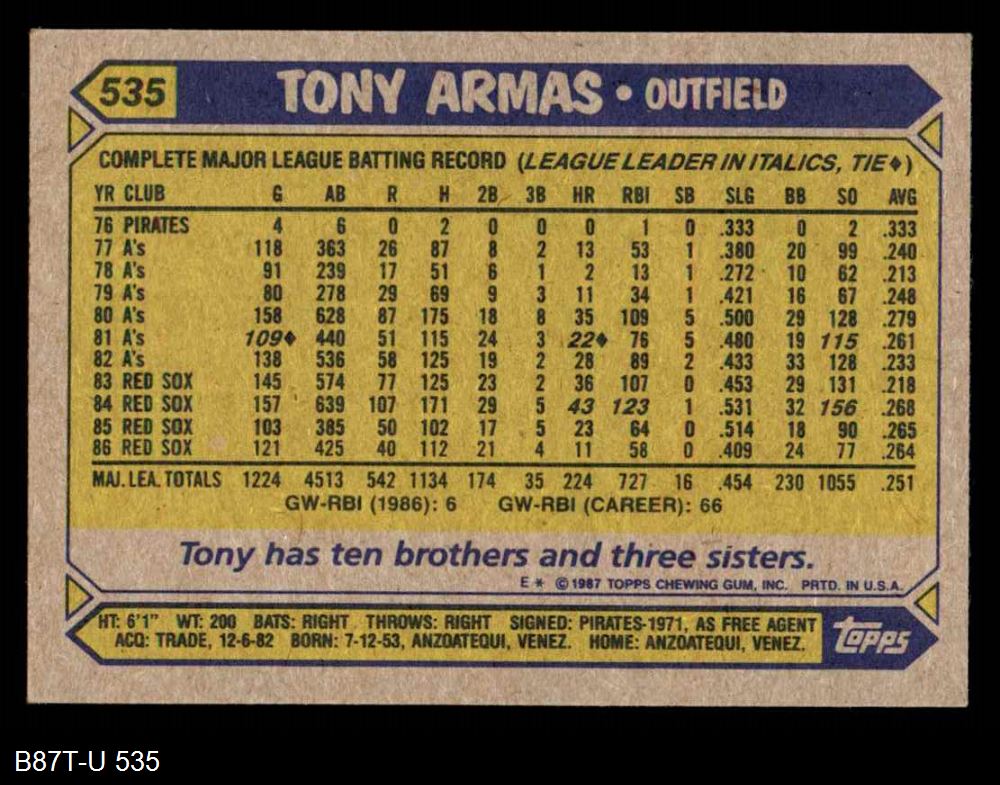 535 TONY ARMAS • OUTFIELD
COMPLETE MAJOR LEAGUE BATTING RECORD (LEAGUE LEADER IN ITALICS, TIE♦)
YR CLUB G AB R H 2B 3B HR RBI SB SLG BB SO AVG
76 PIRATES 4 6 0 2 0 0 0 1 0 .333 0 2 .333
77 A's 118 363 26 87 8 2 13 53 1 .380 20 99 .240
78 A's 91 239 17 51 6 1 2 13 1 .272 10 62 .213
79 A's 80 278 29 69 9 3 11 34 1 .421 16 67 .248
80 A's 158 628 87 175 18 8 35 109 5 .500 29 128 .279
81 A's 109♦ 440 51 115 24 3 22♦ 76 5 .480 19 115 .261
82 A's 138 536 58 125 19 2 28 89 2 .433 33 128 .233
83 RED SOX 145 574 77 125 23 2 36 107 0 .453 29 131 .218
84 RED SOX 157 639 107 171 29 5 43 123 1 .531 32 156 .268
85 RED SOX 103 385 50 102 17 5 23 64 0 .514 18 90 .265
86 RED SOX 121 425 40 112 21 4 11 58 0 .409 24 77 .264
MAJ. LEA. TOTALS 1224 4513 542 1134 174 35 224 727 16 .454 230 1055 .251
GW-RBI (1986): 6 GW-RBI (CAREER): 66
Tony has ten brothers and three sisters.
E * © 1987 TOPPS CHEWING GUM, INC. PRTD. IN U.S.A.
HT: 6'1" WT: 200 BATS: RIGHT THROWS: RIGHT SIGNED: PIRATES-1971, AS FREE AGENT
ACQ: TRADE, 12-6-82 BORN: 7-12-53, ANZOATEQUI, VENEZ. HOME: ANZOATEQUI, VENEZ.
topps
B87T-U 535